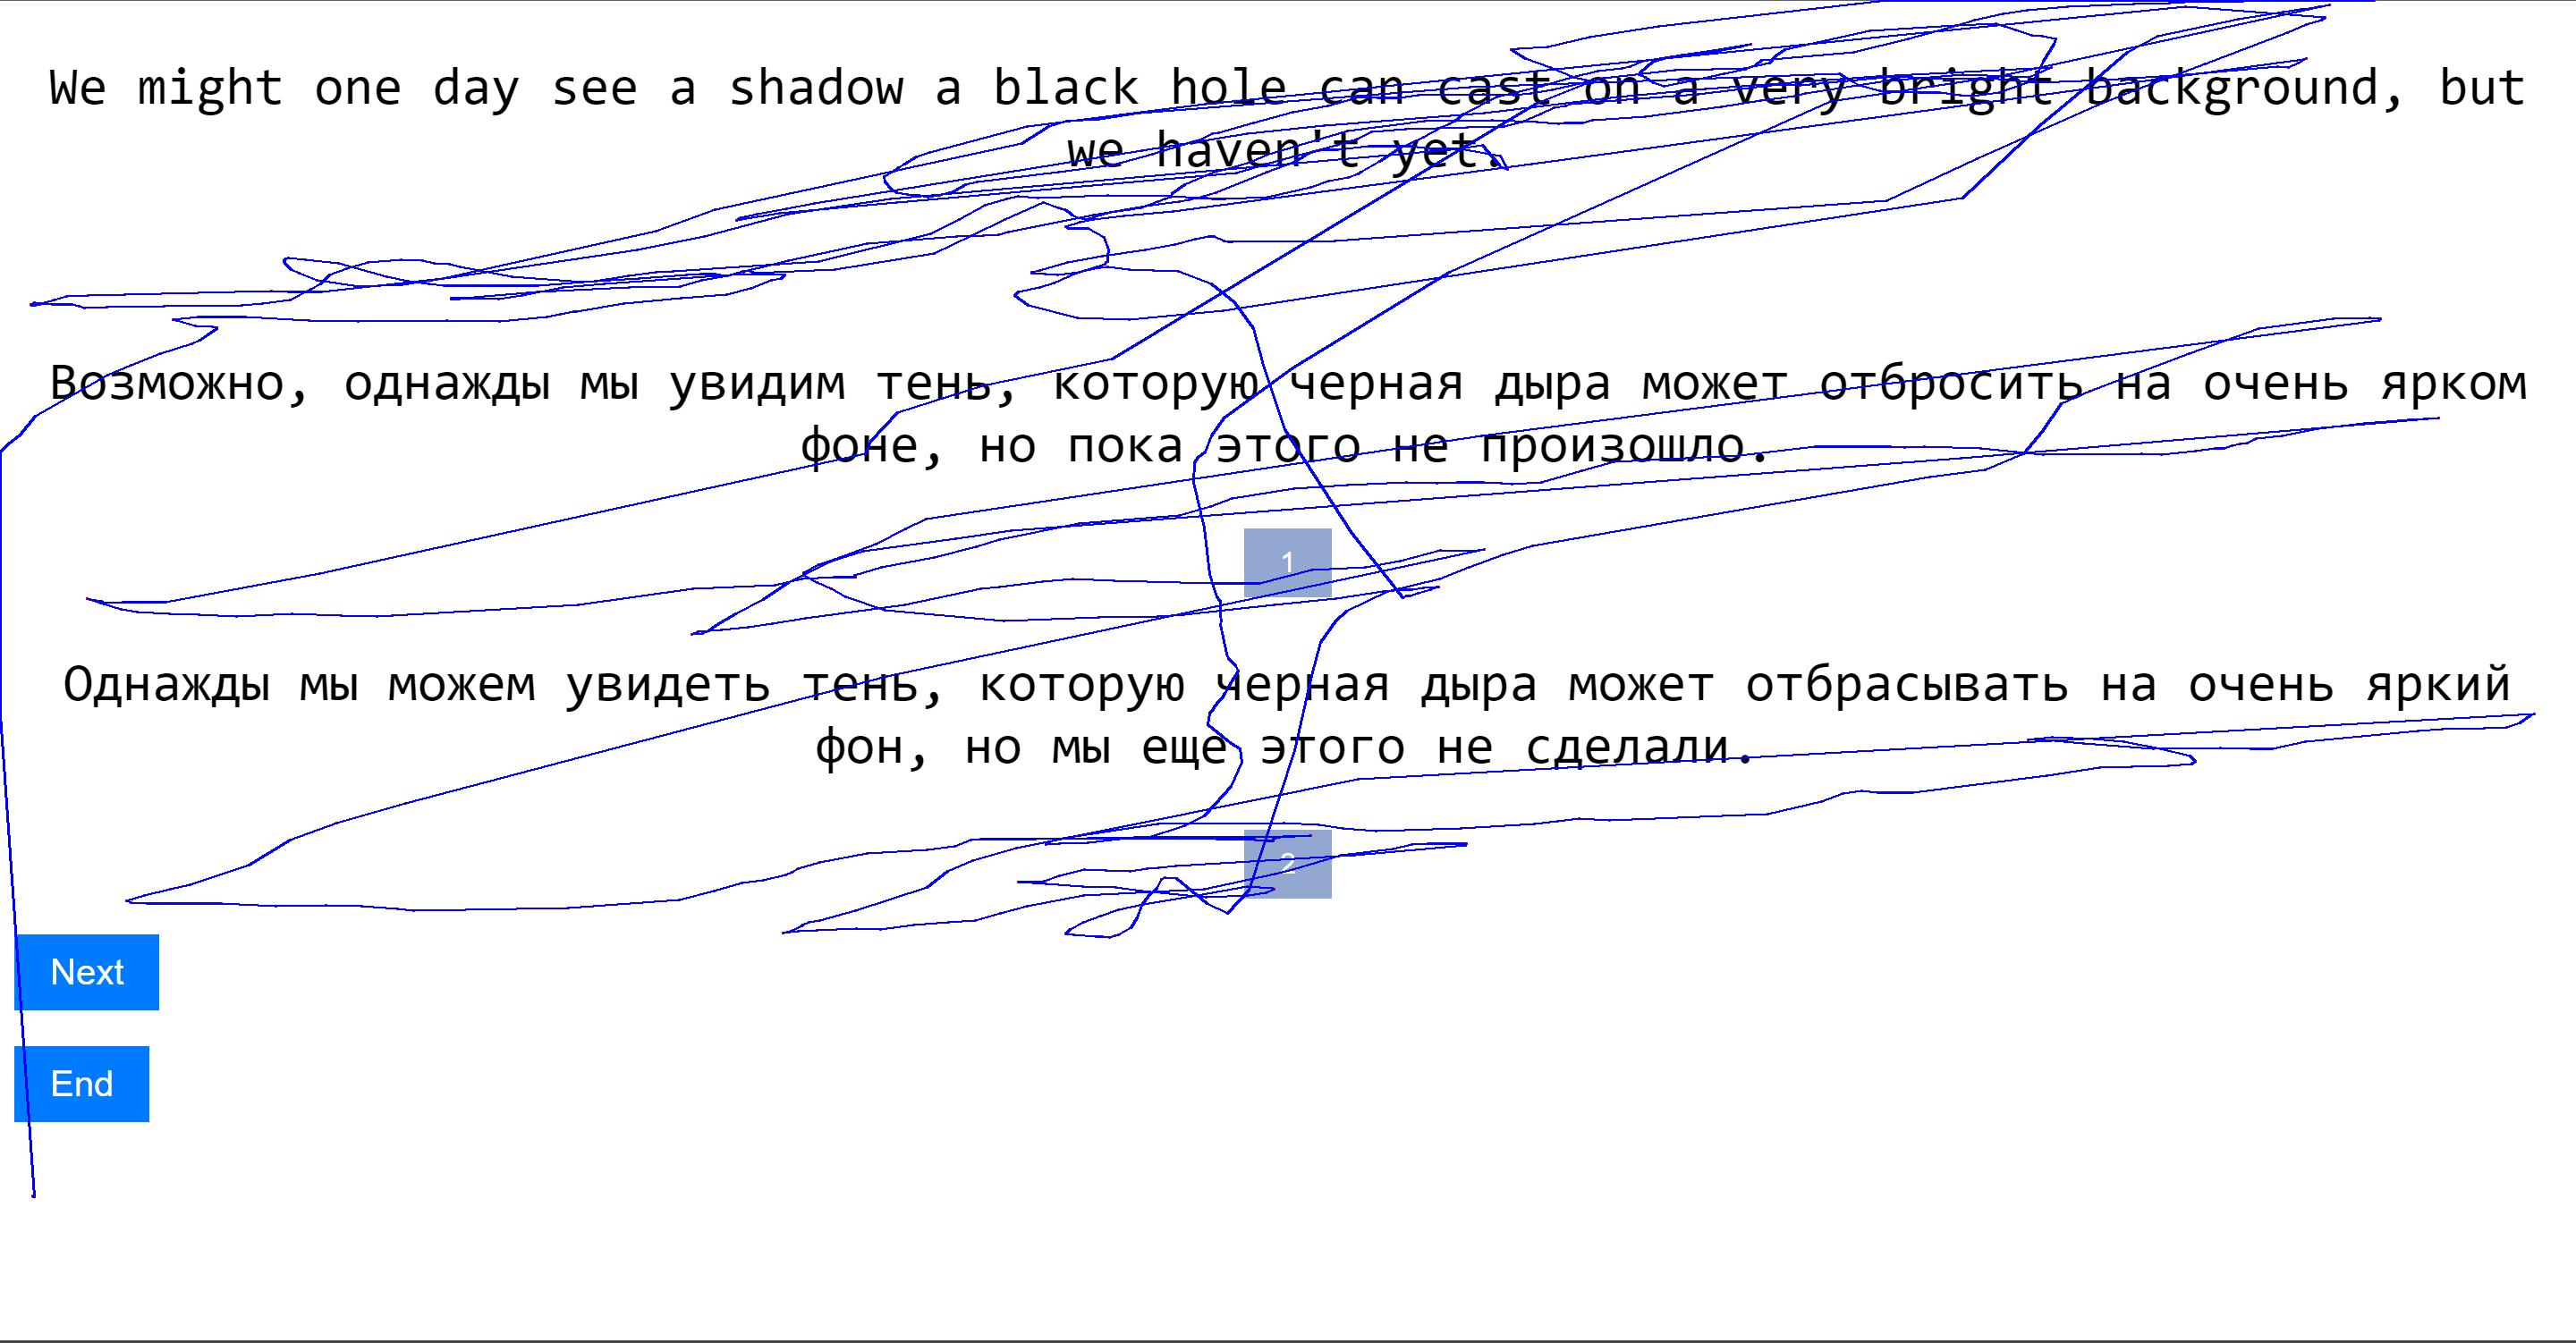 We might one day see a shadow a black hole can cast on a very bright background, but
we haven't yet.
Возможно, однажды мы увидим тень, которую черная дыра может отбросить на очень ярком
фоне, но пока этого не произошло.
1
Однажды мы можем увидеть тень, которую черная дыра может отбрасывать на очень яркий
фон, но мы еще этого не сделали.
2
Next
End